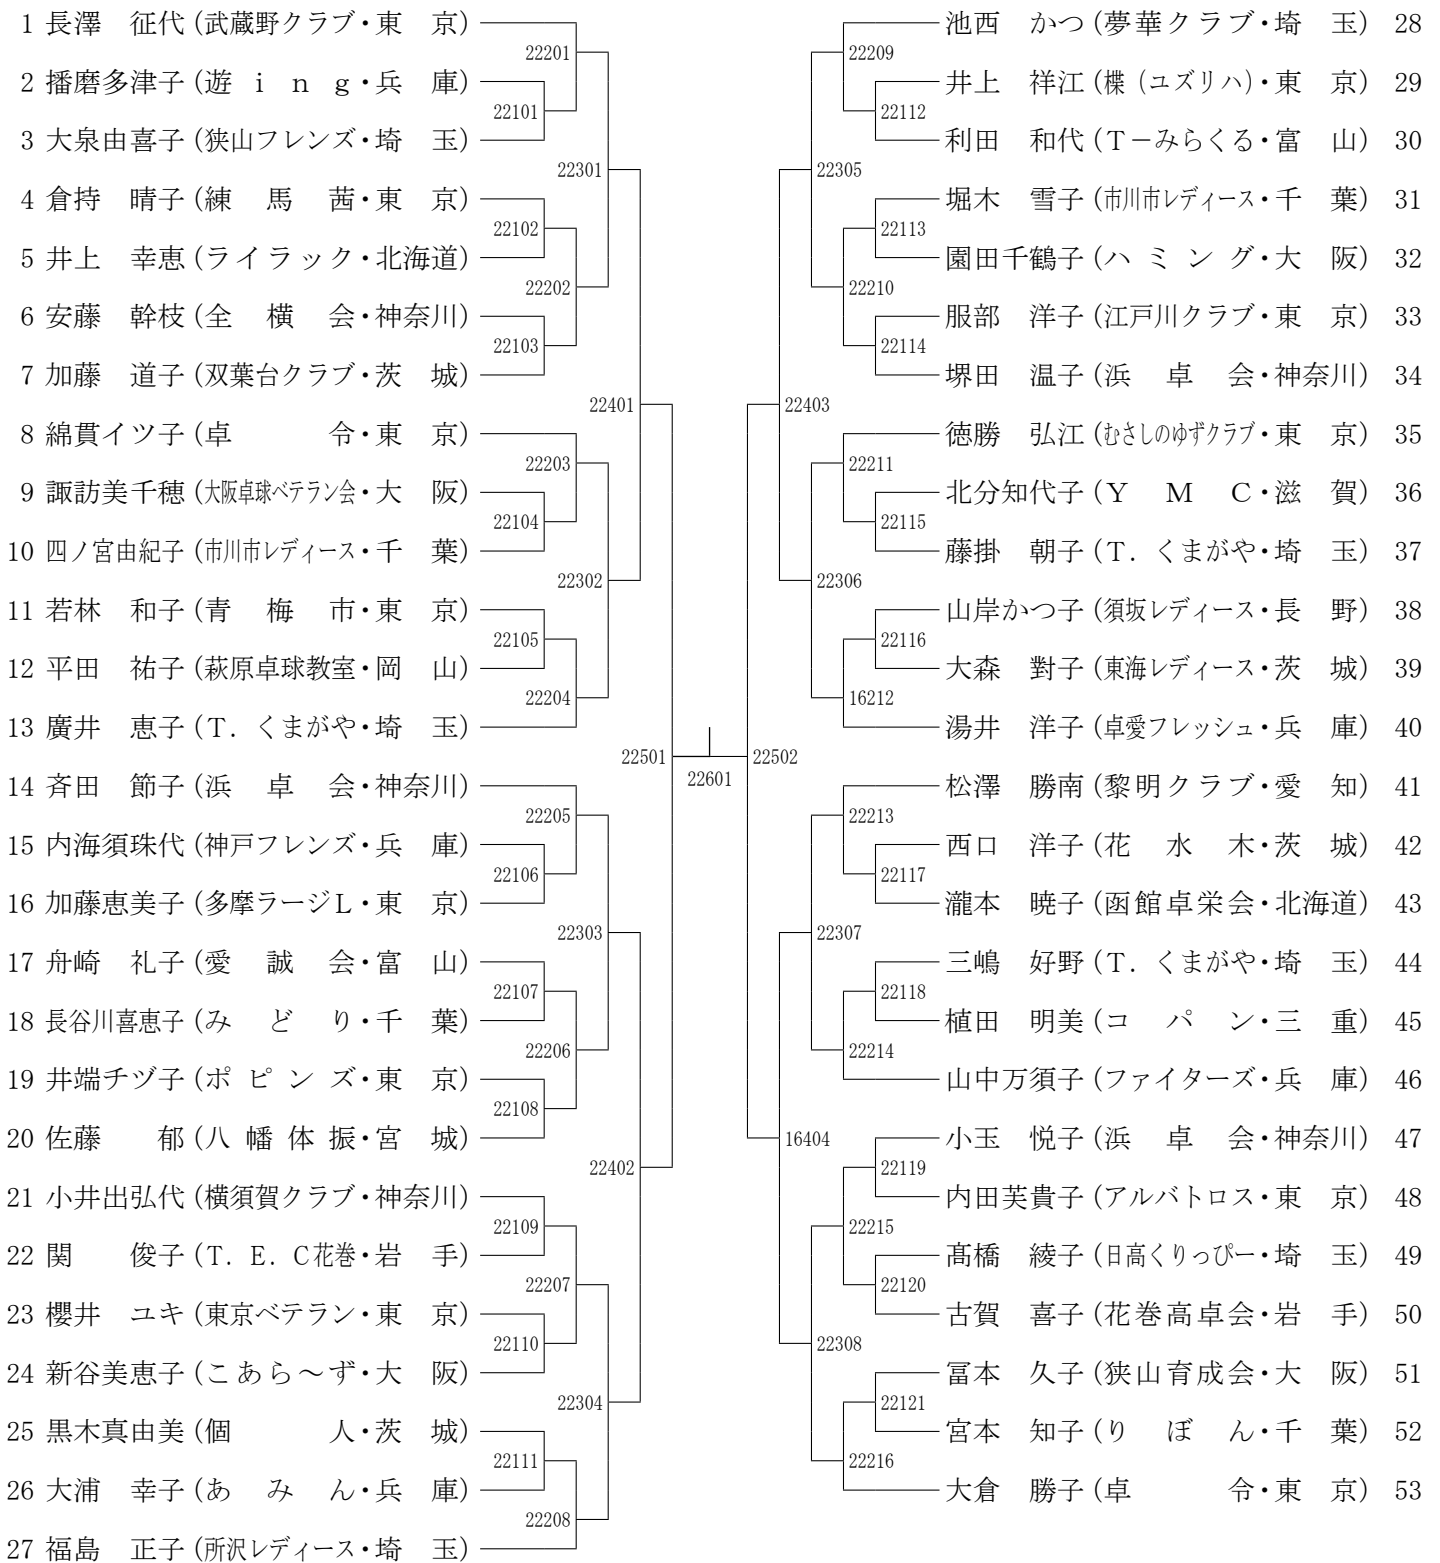 1 長澤 征代 (武蔵野クラブ・東 京)
2 播磨多津子 (遊 i n g・兵 庫)
3 大泉由喜子 (狭山フレンズ・埼 玉)
4 倉持 晴子 (練 馬 茜・東 京)
5 井上 幸恵 (ライラック・北海道)
6 安藤 幹枝 (全 横 会・神奈川)
7 加藤 道子 (双葉台クラブ・茨 城)
8 綿貫イツ子 (卓 令・東 京)
9 諏訪美千穂 (大阪卓球ベテラン会・大 阪)
10 四ノ宮由紀子 (市川市レディース・千 葉)
11 若林 和子 (青 梅 市・東 京)
12 平田 祐子 (萩原卓球教室・岡 山)
13 廣井 恵子 (T. くまがや・埼 玉)
14 斉田 節子 (浜 卓 会・神奈川)
15 内海須珠代 (神戸フレンズ・兵 庫)
16 加藤恵美子 (多摩ラージL・東 京)
17 舟崎 礼子 (愛 誠 会・富 山)
18 長谷川喜恵子 (み ど り・千 葉)
19 井端チヅ子 (ポ ピ ン ズ・東 京)
20 佐藤 郁 (八 幡 体 振・宮 城)
21 小井出弘代 (横須賀クラブ・神奈川)
22 関 俊子 (T. E. C花巻・岩 手)
23 櫻井 ユキ (東京ベテラン・東 京)
24 新谷美恵子 (こあら～ず・大 阪)
25 黒木真由美 (個 人・茨 城)
26 大浦 幸子 (あ み ん・兵 庫)
27 福島 正子 (所沢レディース・埼 玉)
22201
22101
22301
22102
22202
22103
22401
22203
22104
22302
22105
22204
22501
22205
22106
22303
22107
22206
22108
22402
22109
22207
22110
22304
22111
22208
22601
22209
22112
22305
22113
22210
22114
22403
22211
22115
22306
22116
16212
22502
22213
22117
22307
22118
22214
16404
22119
22215
22120
22308
22121
22216
池西 かつ (夢華クラブ・埼 玉) 28
井上 祥江 (楪 (ユズリハ)・東 京) 29
利田 和代 (T－みらくる・富 山) 30
堀木 雪子 (市川市レディース・千 葉) 31
園田千鶴子 (ハ ミ ン グ・大 阪) 32
服部 洋子 (江戸川クラブ・東 京) 33
堺田 温子 (浜 卓 会・神奈川) 34
徳勝 弘江 (むさしのゆずクラブ・東 京) 35
北分知代子 (Y M C・滋 賀) 36
藤掛 朝子 (T. くまがや・埼 玉) 37
山岸かつ子 (須坂レディース・長 野) 38
大森 對子 (東海レディース・茨 城) 39
湯井 洋子 (卓愛フレッシュ・兵 庫) 40
松澤 勝南 (黎明クラブ・愛 知) 41
西口 洋子 (花 水 木・茨 城) 42
瀧本 暁子 (函館卓栄会・北海道) 43
三嶋 好野 (T. くまがや・埼 玉) 44
植田 明美 (コ パ ン・三 重) 45
山中万須子 (ファイターズ・兵 庫) 46
小玉 悦子 (浜 卓 会・神奈川) 47
内田芙貴子 (アルバトロス・東 京) 48
髙橋 綾子 (日高くりっぴー・埼 玉) 49
古賀 喜子 (花巻高卓会・岩 手) 50
冨本 久子 (狭山育成会・大 阪) 51
宮本 知子 (り ぼ ん・千 葉) 52
大倉 勝子 (卓 令・東 京) 53